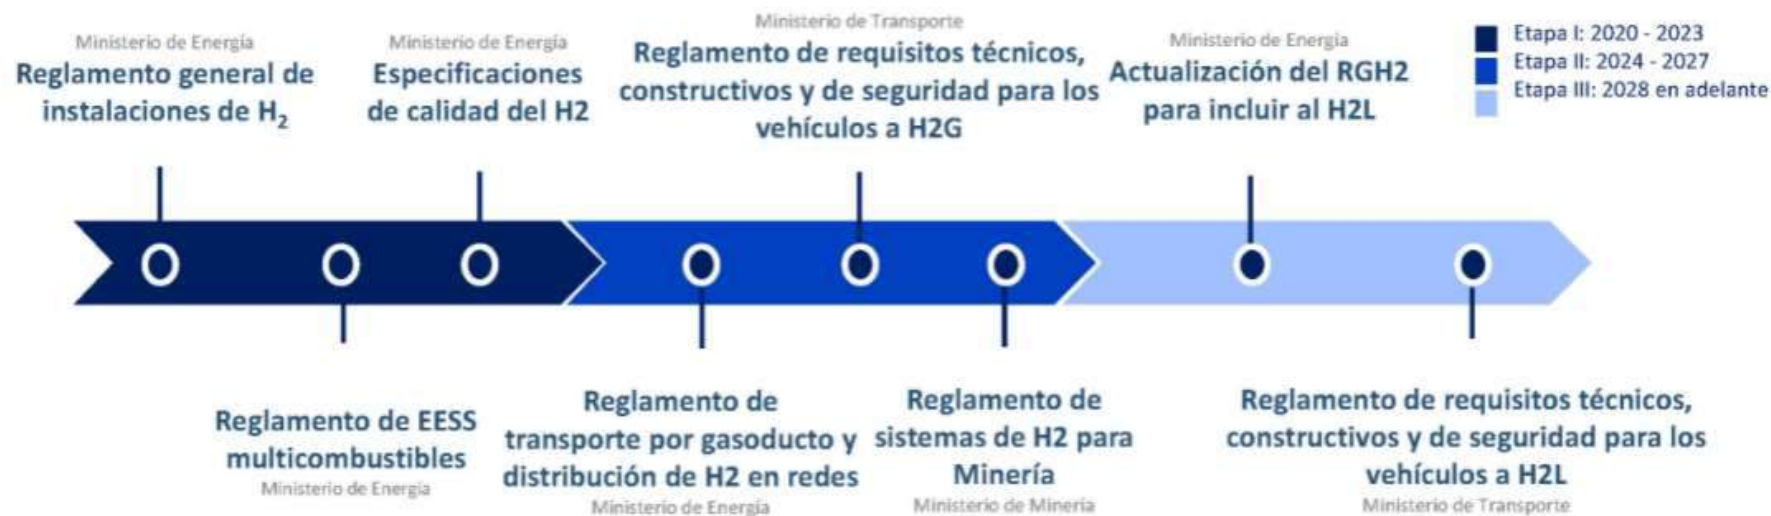 Ministerio de Energía
Reglamento general de
instalaciones de H2
Ministerio de Energía
Especificaciones
de calidad del H2
Ministerio de Transporte
Reglamento de requisitos técnicos,
constructivos y de seguridad para los
vehículos a H2G
Ministerio de Energía
Actualización del RGH2
para incluir al H2L
Etapa I: 2020 - 2023
Etapa II: 2024 - 2027
Etapa III: 2028 en adelante
Reglamento de EESS
multicombustibles
Ministerio de Energía
Reglamento de
transporte por gasoducto y
distribución de H2 en redes
Ministerio de Energía
Reglamento de
sistemas de H2 para
Minería
Ministerio de Minería
Reglamento de requisitos técnicos,
constructivos y de seguridad para los
vehículos a H2L
Ministerio de Transporte